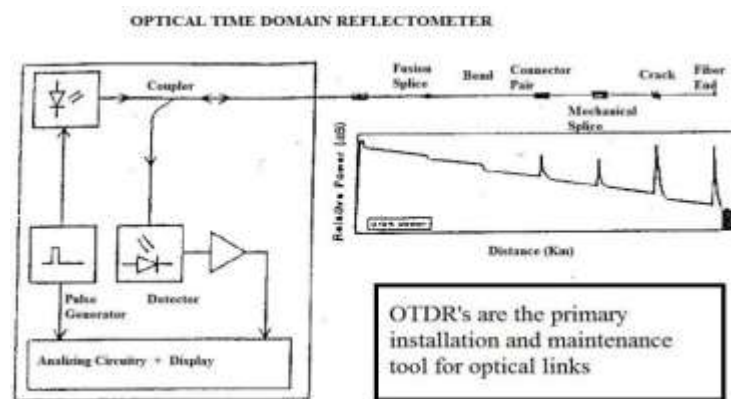 OPTICAL TIME DOMAIN REFLECTOMETER
Coupler
Fusion
Splice
Bend
Connector
Pair
Crack
Fiber
End
Mechanical
Splice
Relative Power (dB)
Distance (Km)
Pulse
Generator
Detector
Analizing Circuitry + Display
OTDR's are the primary
installation and maintenance
tool for optical links